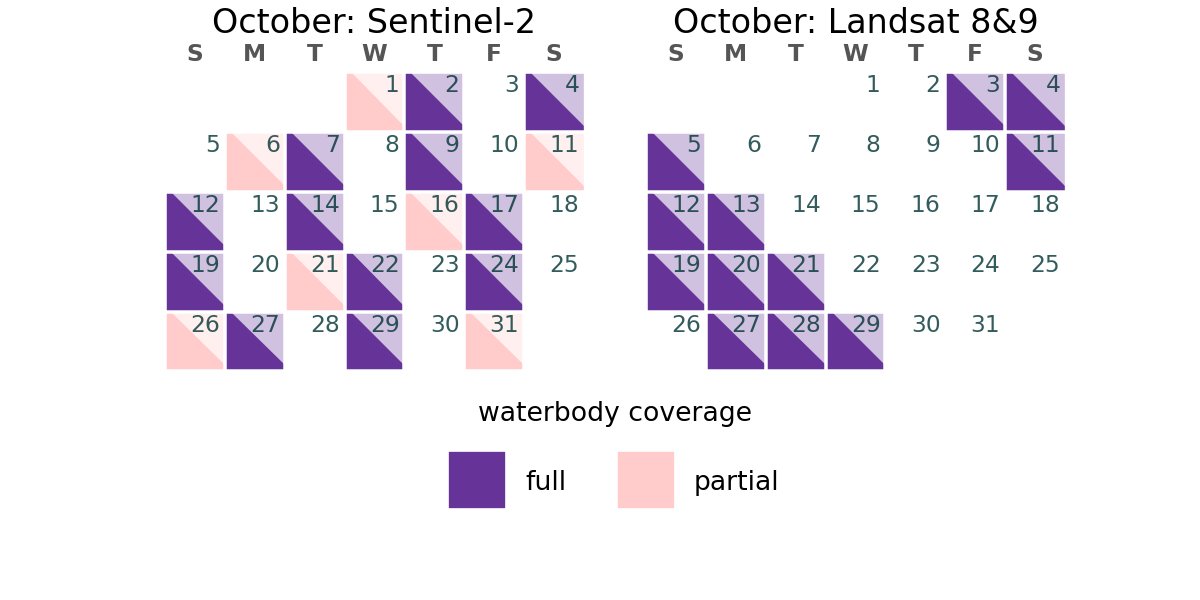 October: Sentinel-2
S M T W T F S
1 2 3 4
5 6 7 8 9 10 11
12 13 14 15 16 17 18
19 20 21 22 23 24 25
26 27 28 29 30 31
October: Landsat 8&9
S M T W T F S
1 2 3 4
5 6 7 8 9 10 11
12 13 14 15 16 17 18
19 20 21 22 23 24 25
26 27 28 29 30 31
waterbody coverage
full partial